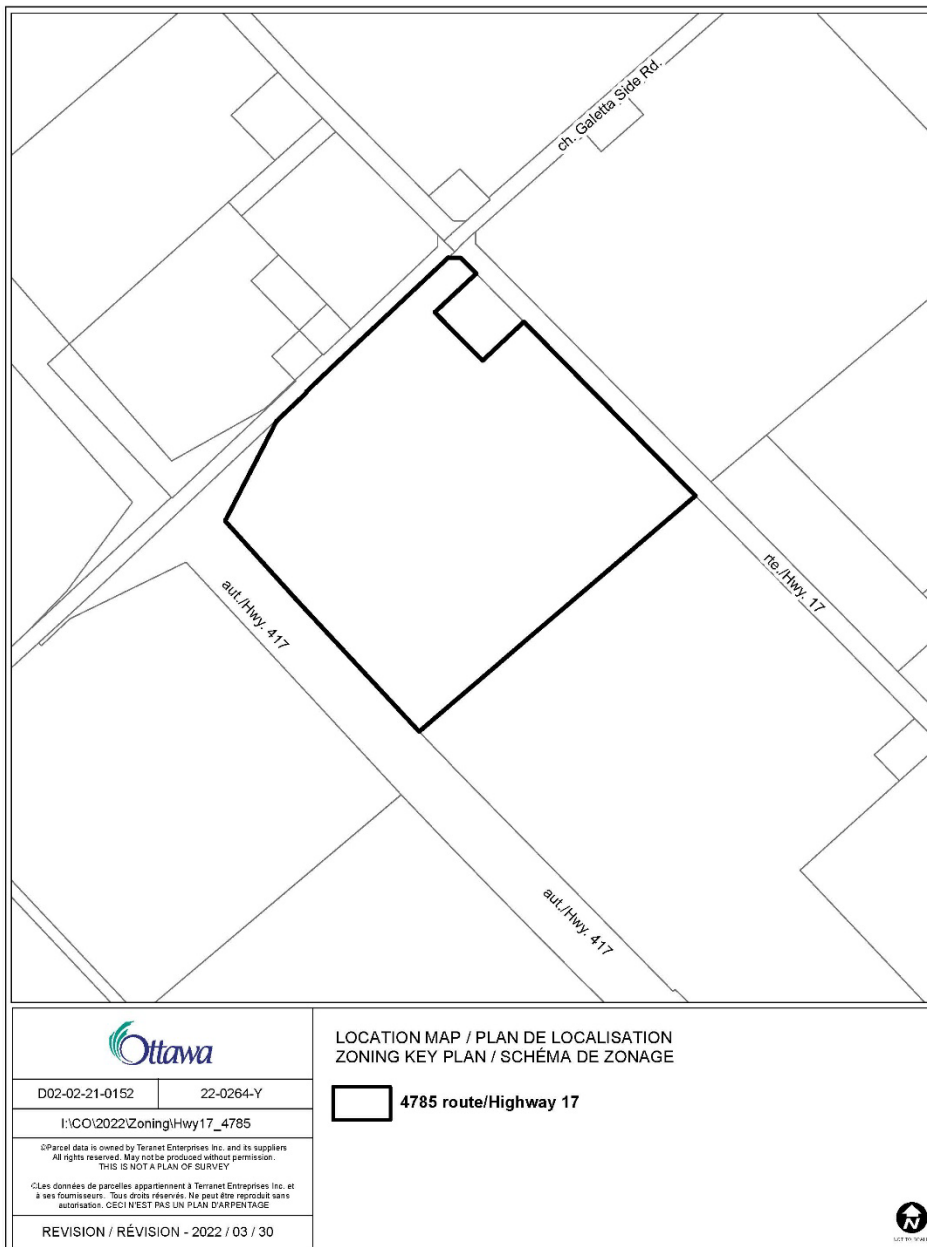 ch. Galetta Side Rd.
aut./Hwy. 417
rte./Hwy. 17
aut./Hwy. 417
Ottawa
D02-02-21-0152
22-0264-Y
I:\CO\2022\Zoning\Hwy17_4785
©Parcel data is owned by Teranet Enterprises Inc. and its suppliers
All rights reserved. May not be produced without permission.
THIS IS NOT A PLAN OF SURVEY
©Les données de parcelles appartiennent à Terranet Entreprises Inc. et
à ses fournisseurs. Tous droits réservés. Ne peut être reproduit sans
autorisation. CECI N'EST PAS UN PLAN D'ARPENTAGE
REVISION / RÉVISION - 2022 / 03 / 30
LOCATION MAP / PLAN DE LOCALISATION
ZONING KEY PLAN / SCHÉMA DE ZONAGE
4785 route/Highway 17
N
NOT TO SCALE